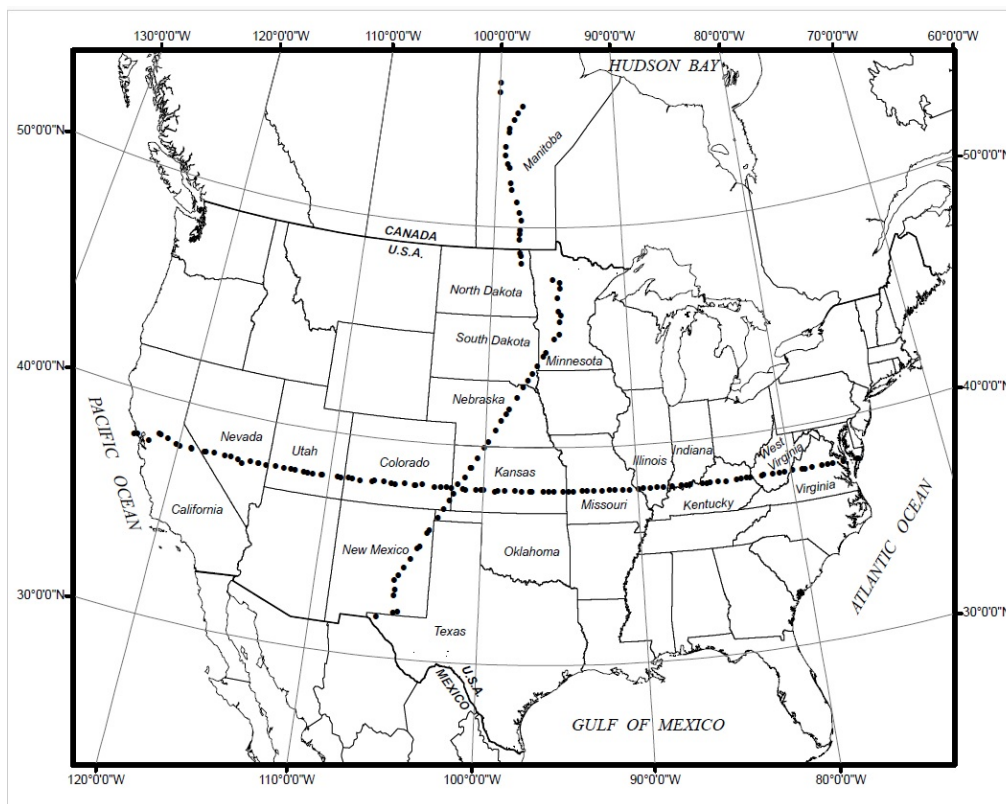 130°0'0"W 120°0'0"W 110°0'0"W 100°0'0"W 90°0'0"W 80°0'0"W 70°0'0"W 60°0'0"W
HUDSON BAY
50°0'0"N
50°0'0"N
Manitoba
CANADA
U.S.A.
North Dakota
South Dakota
Minnesota
40°0'0"N
40°0'0"N
Nebraska
PACIFIC OCEAN
Nevada
Utah
Colorado
Kansas
Illinois
Indiana
West
Virginia
California
Missouri
Kentucky
Virginia
New Mexico
Oklahoma
ATLANTIC OCEAN
30°0'0"N
30°0'0"N
Texas
U.S.A.
MEXICO
GULF OF MEXICO
120°0'0"W 110°0'0"W 100°0'0"W 90°0'0"W 80°0'0"W